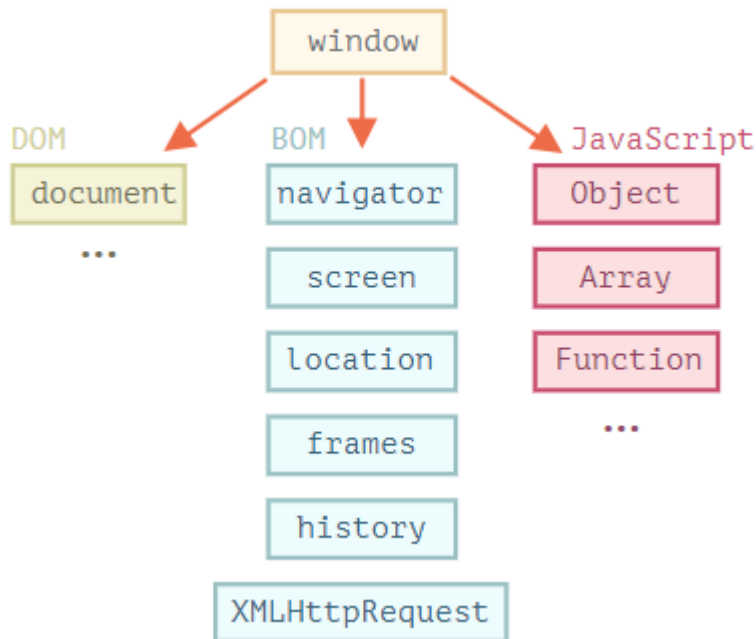 window
DOM
BOM
JavaScript
document
navigator
Object
...
screen
Array
location
Function
frames
...
history
XMLHttpRequest